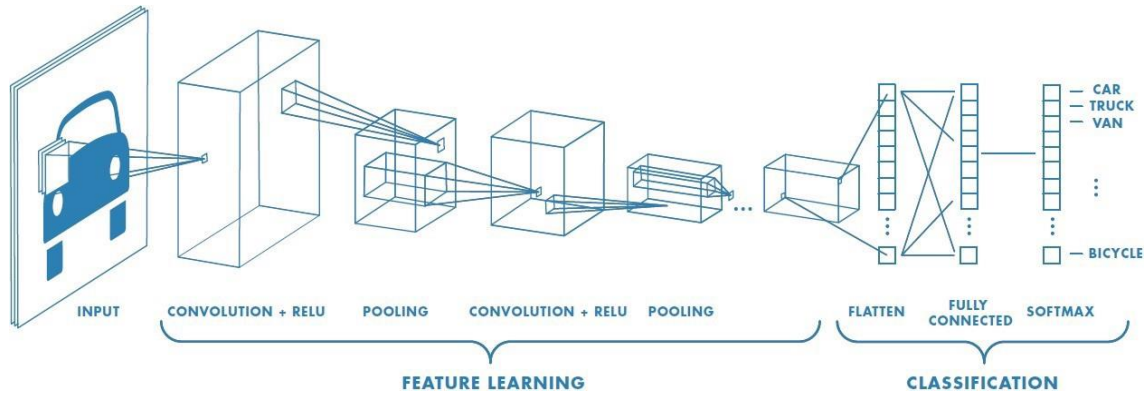 CAR
TRUCK
VAN
BICYCLE
INPUT
CONVOLUTION + RELU
POOLING
CONVOLUTION + RELU
POOLING
FLATTEN
FULLY
CONNECTED
SOFTMAX
FEATURE LEARNING
CLASSIFICATION